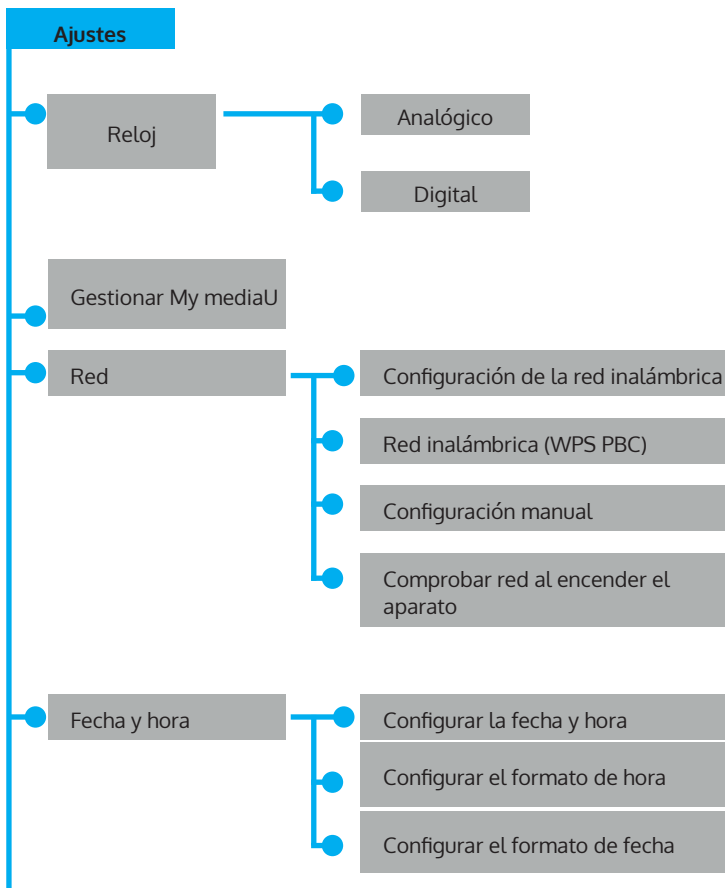 Ajustes
Reloj
Analógico
Digital
Gestionar My mediaU
Red
Configuración de la red inalámbrica
Red inalámbrica (WPS PBC)
Configuración manual
Comprobar red al encender el
aparato
Fecha y hora
Configurar la fecha y hora
Configurar el formato de hora
Configurar el formato de fecha